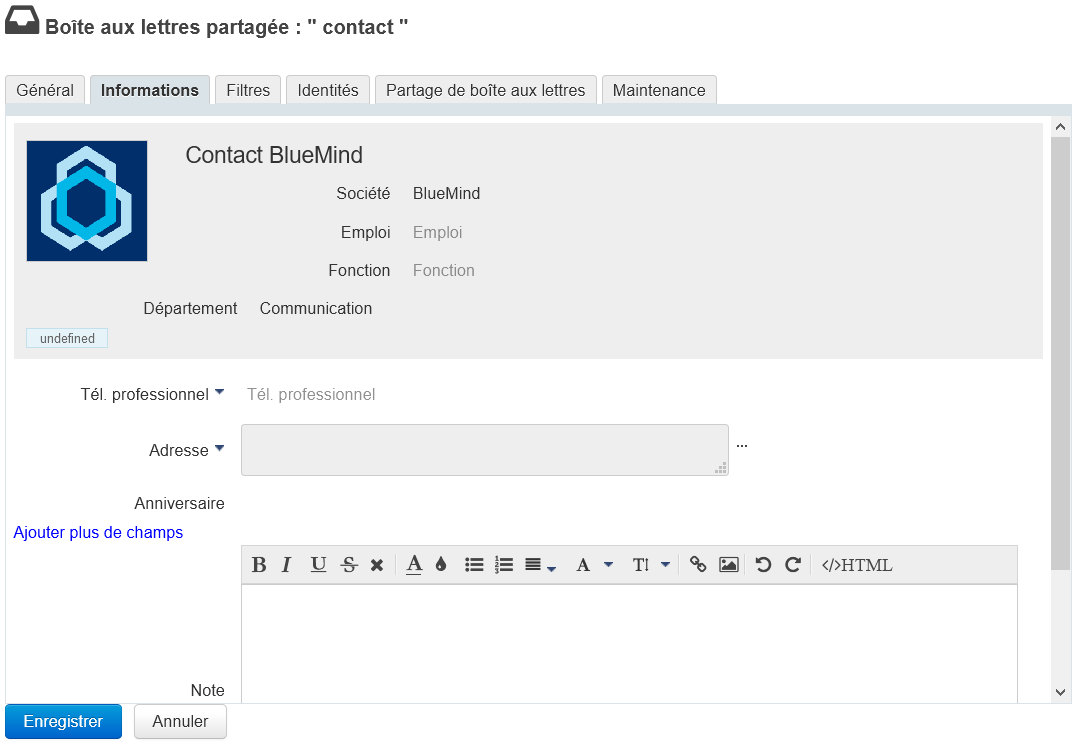 Boîte aux lettres partagée : " contact "
Général Informations Filtres Identités Partage de boîte aux lettres Maintenance
Contact BlueMind
Société BlueMind
Emploi Emploi
Fonction Fonction
Département Communication
undefined
Tél. professionnel Tél. professionnel
Adresse ...
Anniversaire
Ajouter plus de champs
B I U S A A T! </>HTML
Note
Enregistrer Annuler